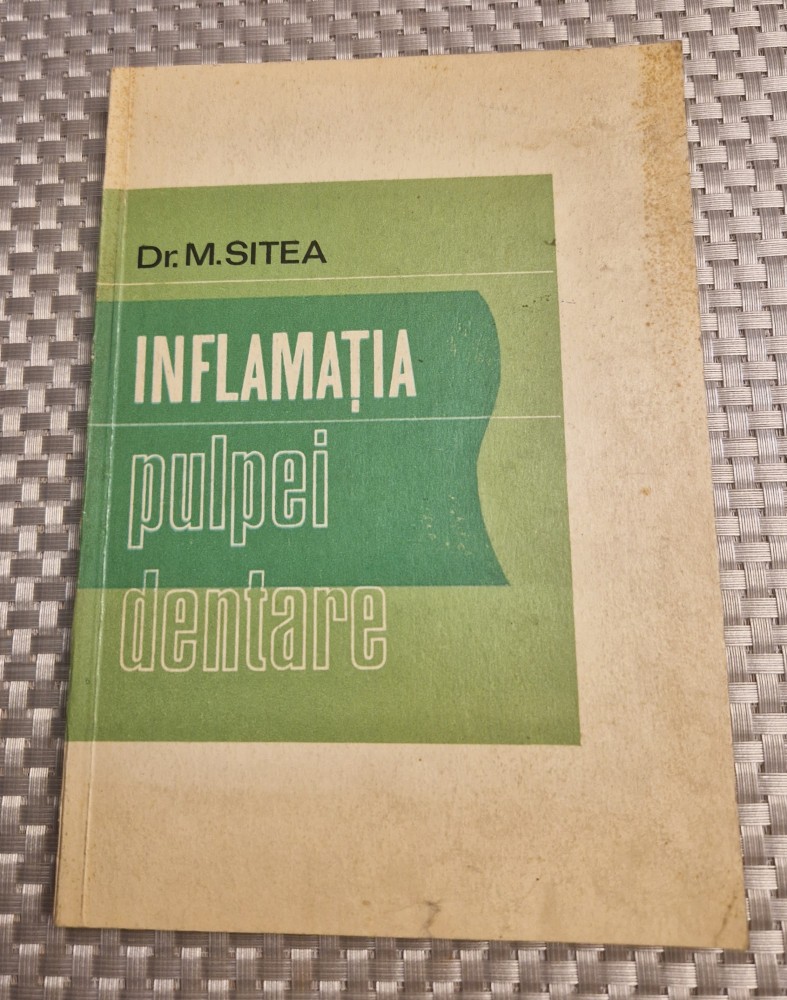 Dr. M. SITEA
INFLAMAȚIA
pulpei
dentare